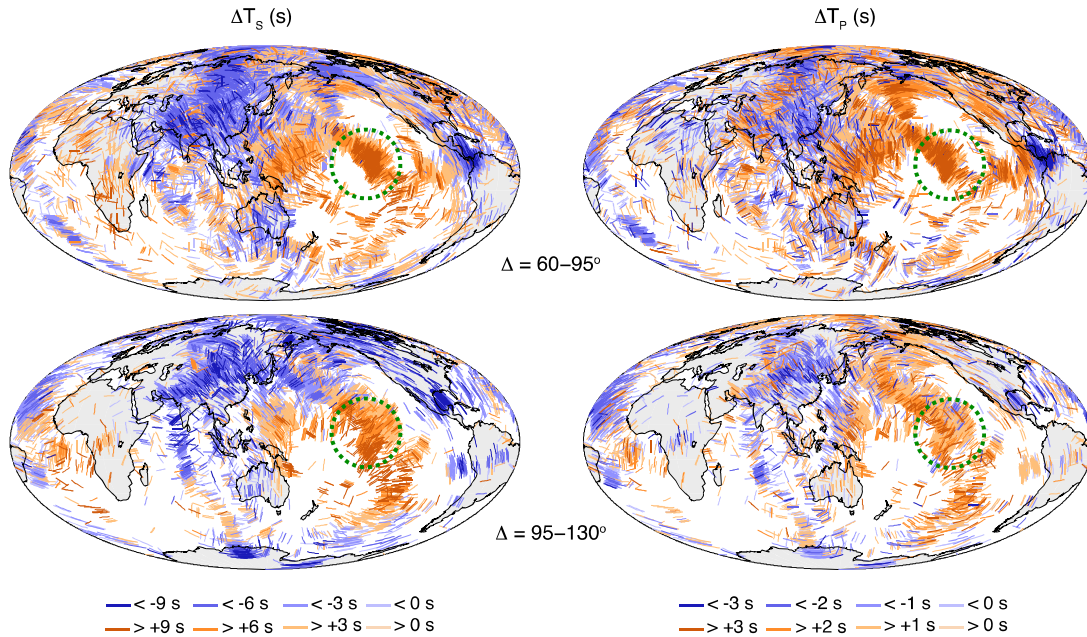 ΔT_S (s) ΔT_P (s)
Δ = 60–95°
Δ = 95–130°
< -9 s < -6 s < -3 s < 0 s < -3 s < -2 s < -1 s < 0 s
> +9 s > +6 s > +3 s > 0 s > +3 s > +2 s > +1 s > 0 s